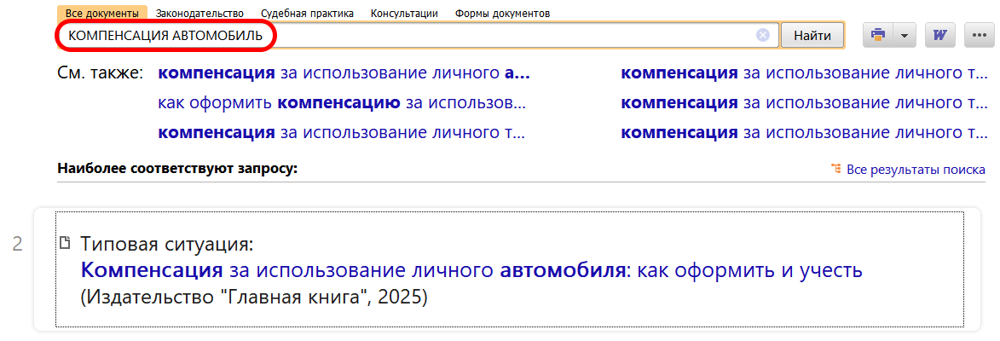 Все документы Законодательство Судебная практика Консультации Формы документов
КОМПЕНСАЦИЯ АВТОМОБИЛЬ Найти W
См. также: компенсация за использование личного а... компенсация за использование личного т...
как оформить компенсацию за использов... компенсация за использование личного т...
компенсация за использование личного т... компенсация за использование личного т...
Наиболее соответствуют запросу: Все результаты поиска
2 Типовая ситуация:
Компенсация за использование личного автомобиля: как оформить и учесть
(Издательство "Главная книга", 2025)